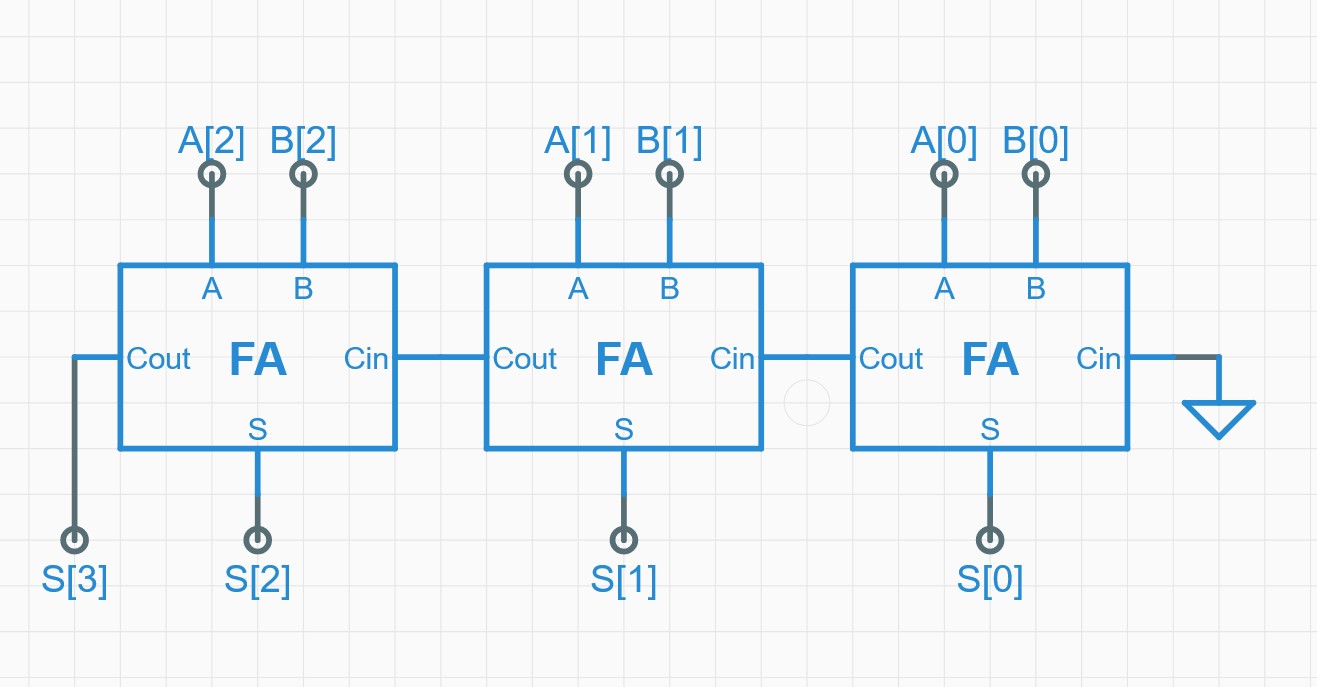 A[2] B[2] A[1] B[1] A[0] B[0]
A B A B A B
Cout FA Cin Cout FA Cin Cout FA Cin
S S S
S[3] S[2] S[1] S[0]